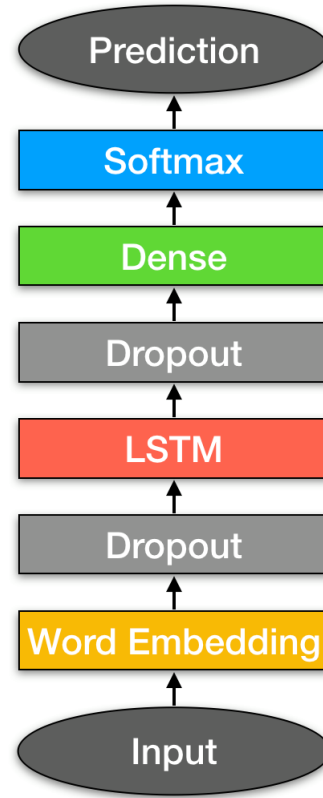 Prediction
Softmax
Dense
Dropout
LSTM
Dropout
Word Embedding
Input